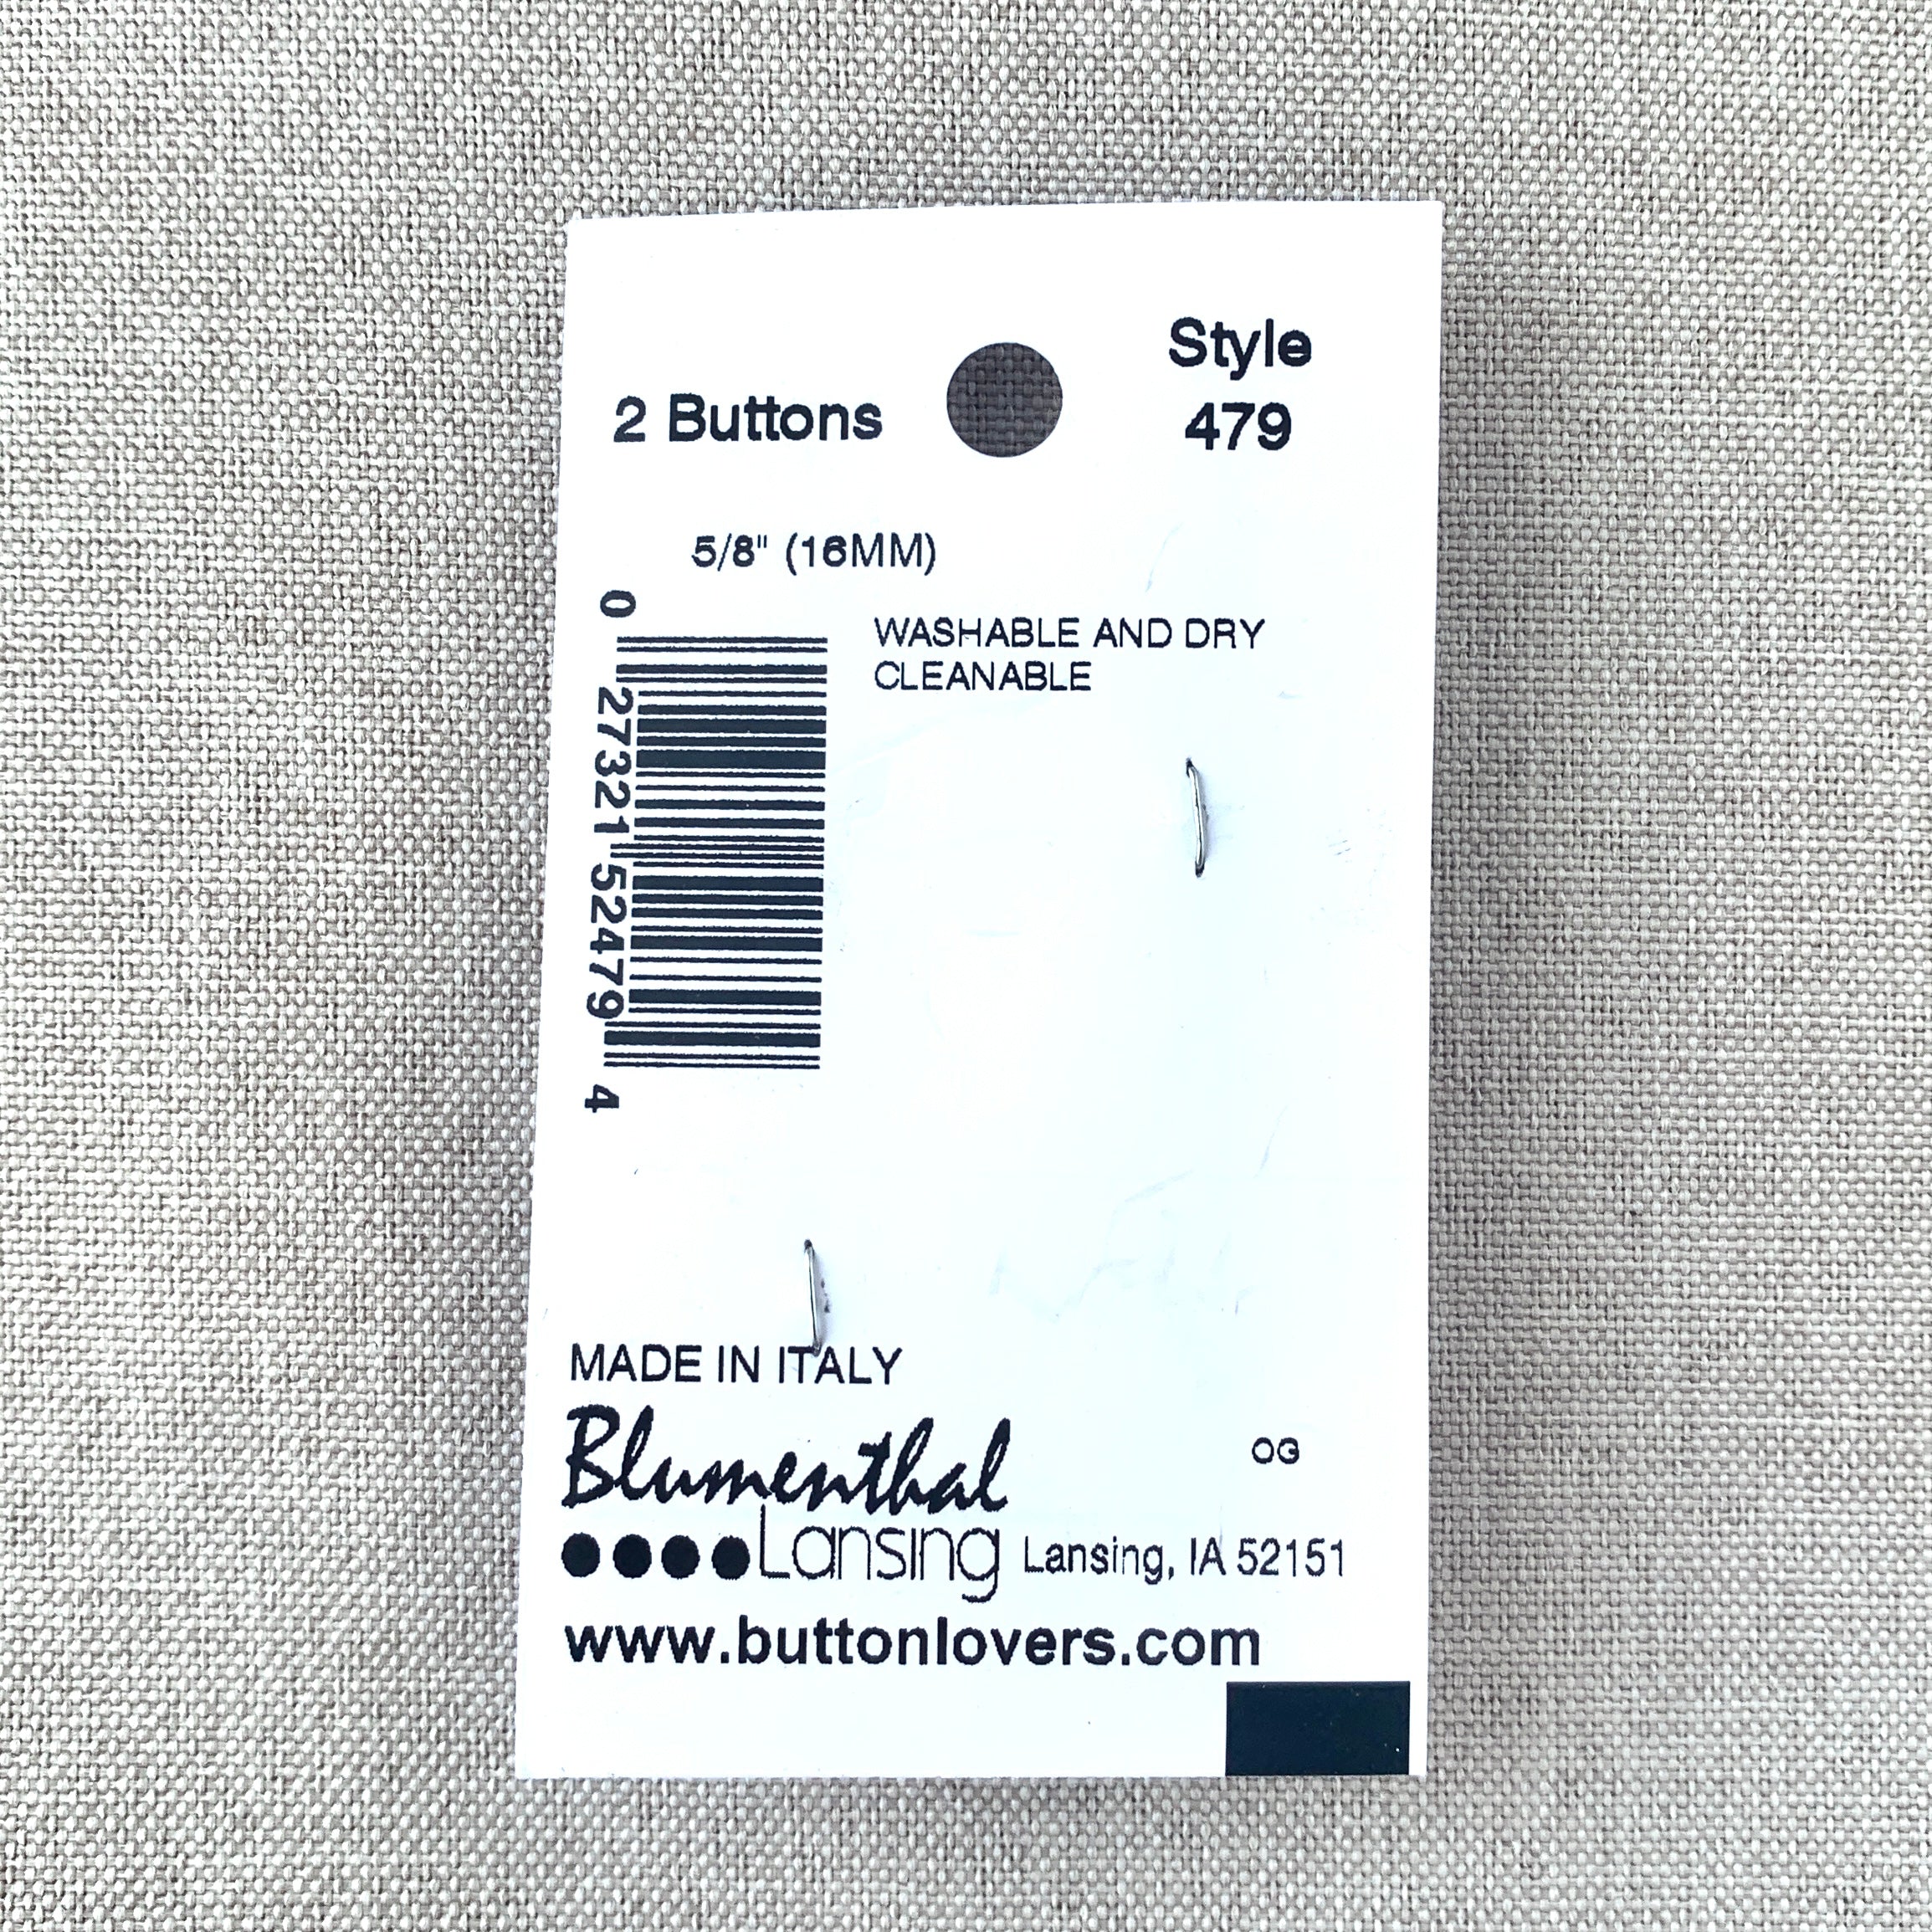 Style
2 Buttons
479
5/8" (16MM)
WASHABLE AND DRY
CLEANABLE
0 27321 52479 4
MADE IN ITALY
Blumenthal
OG
Lansing Lansing, IA 52151
www.buttonlovers.com